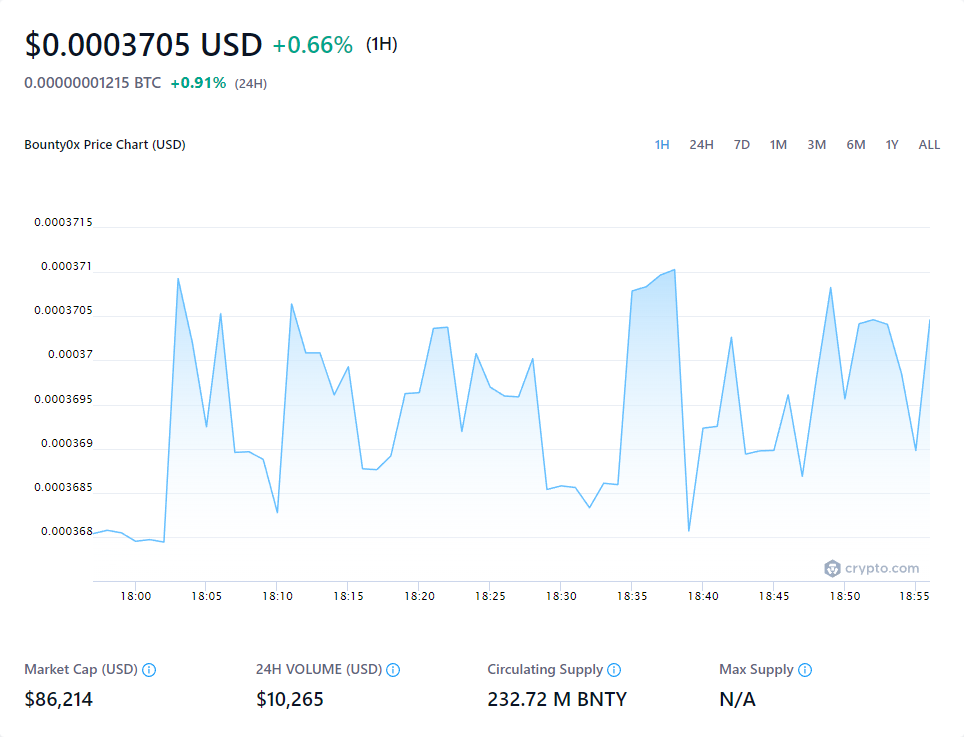 $0.0003705 USD +0.66% (1H)
0.00000001215 BTC +0.91% (24H)
Bounty0x Price Chart (USD) 1H 24H 7D 1M 3M 6M 1Y ALL
0.0003715
0.000371
0.0003705
0.00037
0.0003695
0.000369
0.0003685
0.000368
crypto.com
18:00 18:05 18:10 18:15 18:20 18:25 18:30 18:35 18:40 18:45 18:50 18:55
Market Cap (USD) 24H VOLUME (USD) Circulating Supply Max Supply
$86,214 $10,265 232.72 M BNTY N/A